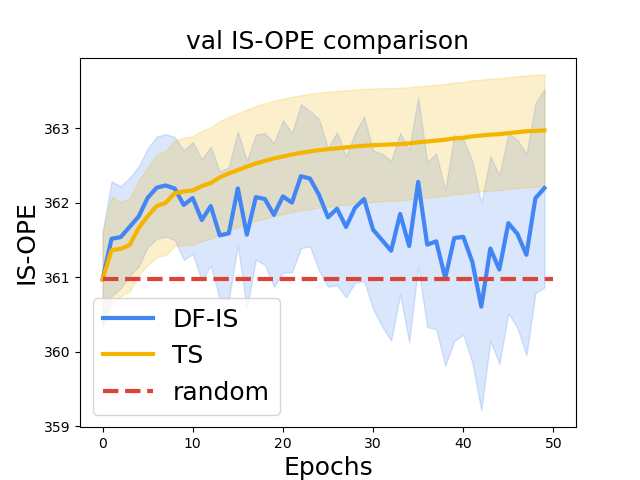 val IS-OPE comparison
IS-OPE
363
362
361
360
359
DF-IS
TS
random
0 10 20 30 40 50
Epochs